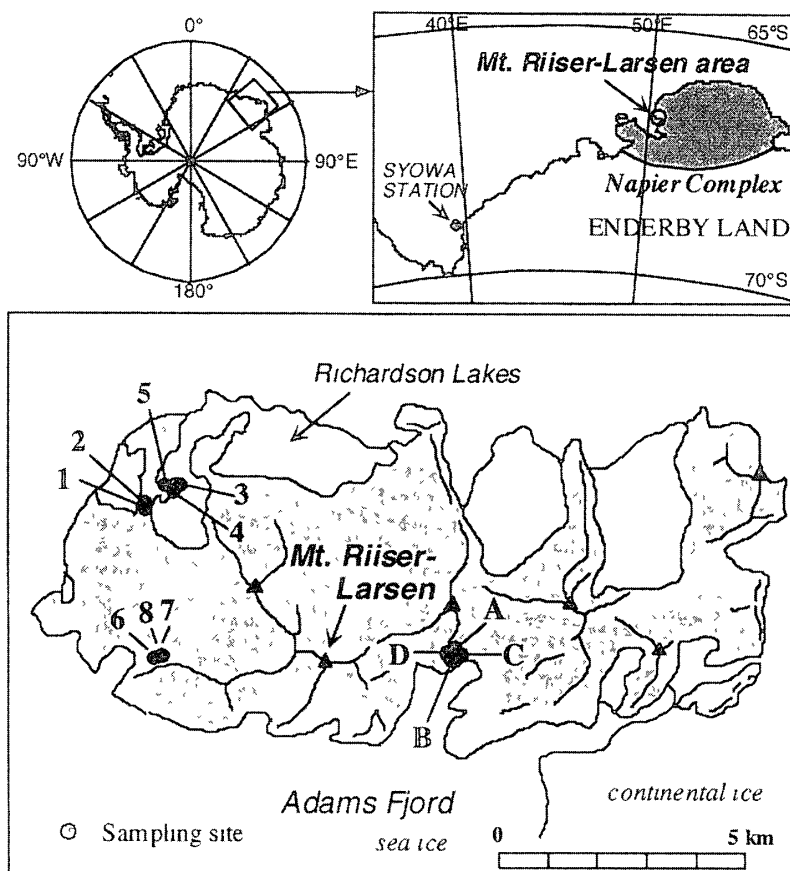 0°
90°W
90°E
180°
40°E
50°E
65°S
Mt. Riiser-Larsen area
SYOWA
STATION
Napier Complex
ENDERBY LAND
70°S
Richardson Lakes
5
2
1
3
4
Mt. Riiser-
Larsen
6
8
7
A
D
C
B
Adams Fjord
continental ice
Sampling site
sea ice
0
5 km